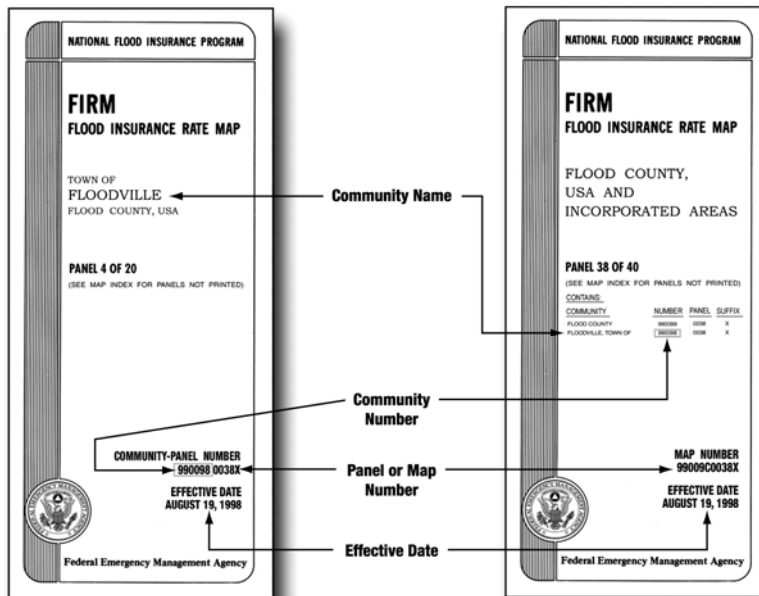 NATIONAL FLOOD INSURANCE PROGRAM
FIRM
FLOOD INSURANCE RATE MAP
TOWN OF
FLOODVILLE
FLOOD COUNTY, USA
PANEL 4 OF 20
(SEE MAP INDEX FOR PANELS NOT PRINTED)
COMMUNITY-PANEL NUMBER
990098 0038X
EFFECTIVE DATE
AUGUST 19, 1998
Federal Emergency Management Agency
Community Name
Community
Number
Panel or Map
Number
Effective Date
NATIONAL FLOOD INSURANCE PROGRAM
FIRM
FLOOD INSURANCE RATE MAP
FLOOD COUNTY,
USA AND
INCORPORATED AREAS
PANEL 38 OF 40
(SEE MAP INDEX FOR PANELS NOT PRINTED)
CONTAINS:
COMMUNITY NUMBER PANEL SUFFIX
FLOOD COUNTY 0038 X
FLOODVILLE, TOWN OF 990098 0038 X
MAP NUMBER
99009C0038X
EFFECTIVE DATE
AUGUST 19, 1998
Federal Emergency Management Agency